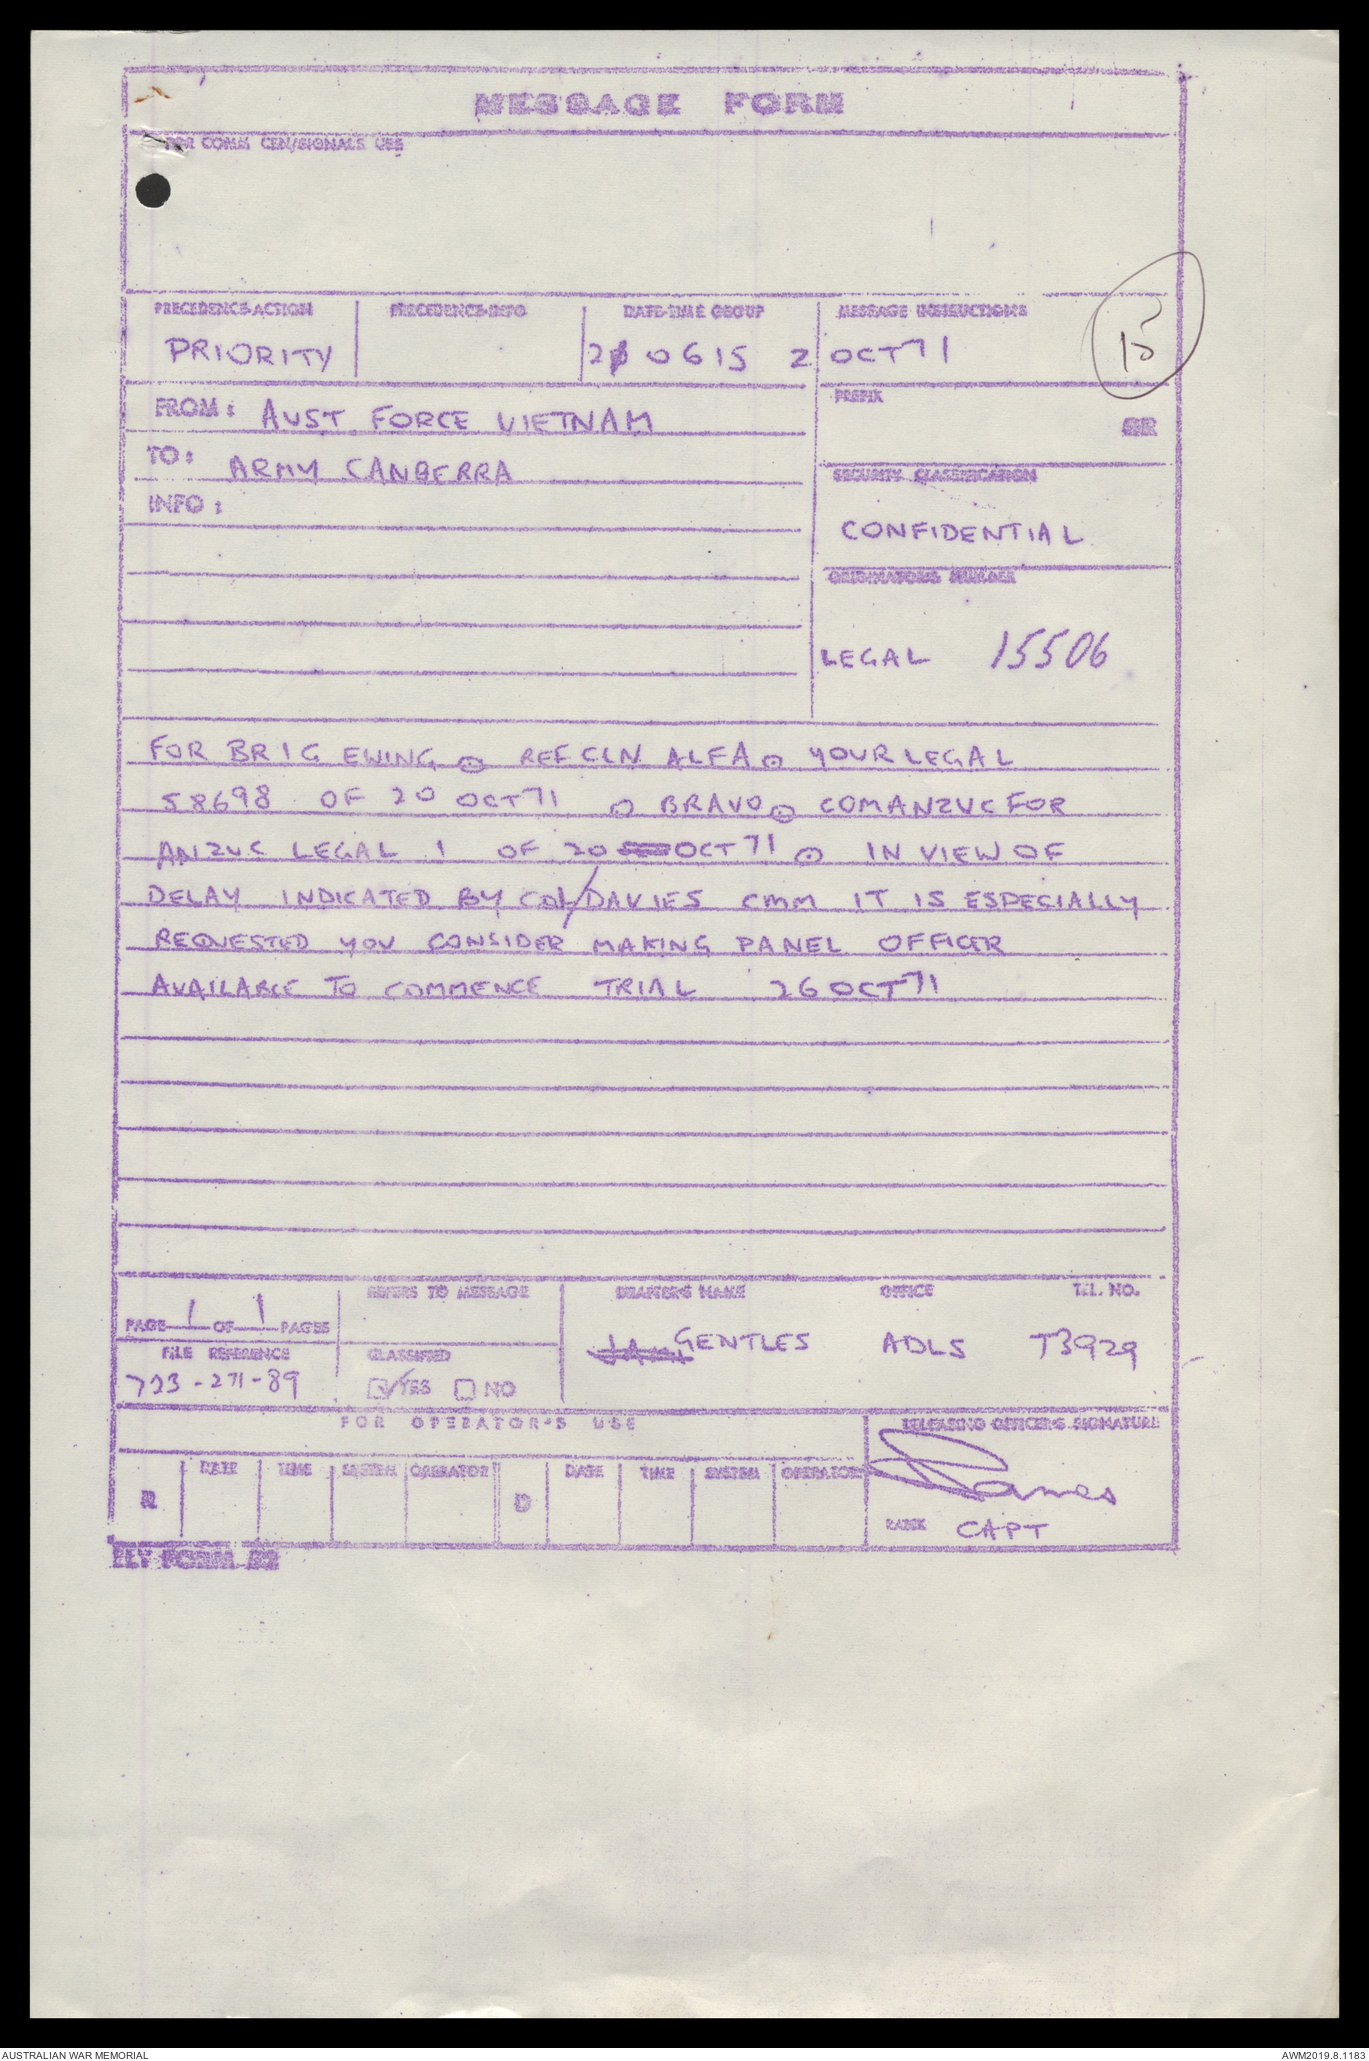 MESSAGE FORM
FOR COMM CEN/SIGNALS USE
PRECEDENCE-ACTION PRECEDENCE-INFO DATE-TIME GROUP MESSAGE INSTRUCTIONS
PRIORITY 210615 Z OCT 71
15
FROM: AUST FORCE VIETNAM
PREFIX
GR
TO: ARMY CANBERRA
SECURITY CLASSIFICATION
INFO:
CONFIDENTIAL
ORIGINATORS NUMBER
LEGAL 15506
FOR BRIG EWING ⊙ REF CLN ALFA ⊙ YOUR LEGAL
58698 OF 20 OCT 71 ⊙ BRAVO ⊙ COMANZUCFOR
ANZUC LEGAL 1 OF 20 OCT 71 ⊙ IN VIEW OF
DELAY INDICATED BY COL/DAVIES CMM IT IS ESPECIALLY
REQUESTED YOU CONSIDER MAKING PANEL OFFICER
AVAILABLE TO COMMENCE TRIAL 26 OCT 71
PAGE 1 OF 1 PAGES
REFERS TO MESSAGE
DRAFTERS NAME OFFICE TEL. NO.
GENTLES ADLS T3929
FILE REFERENCE
723-271-89
CLASSIFIED
YES NO
FOR OPERATOR'S USE
RELEASING OFFICERS SIGNATURE
R DATE TIME SYSTEM OPERATOR D DATE TIME SYSTEM OPERATOR
RANK CAPT
AUSTRALIAN WAR MEMORIAL
AWM2019.8.1183